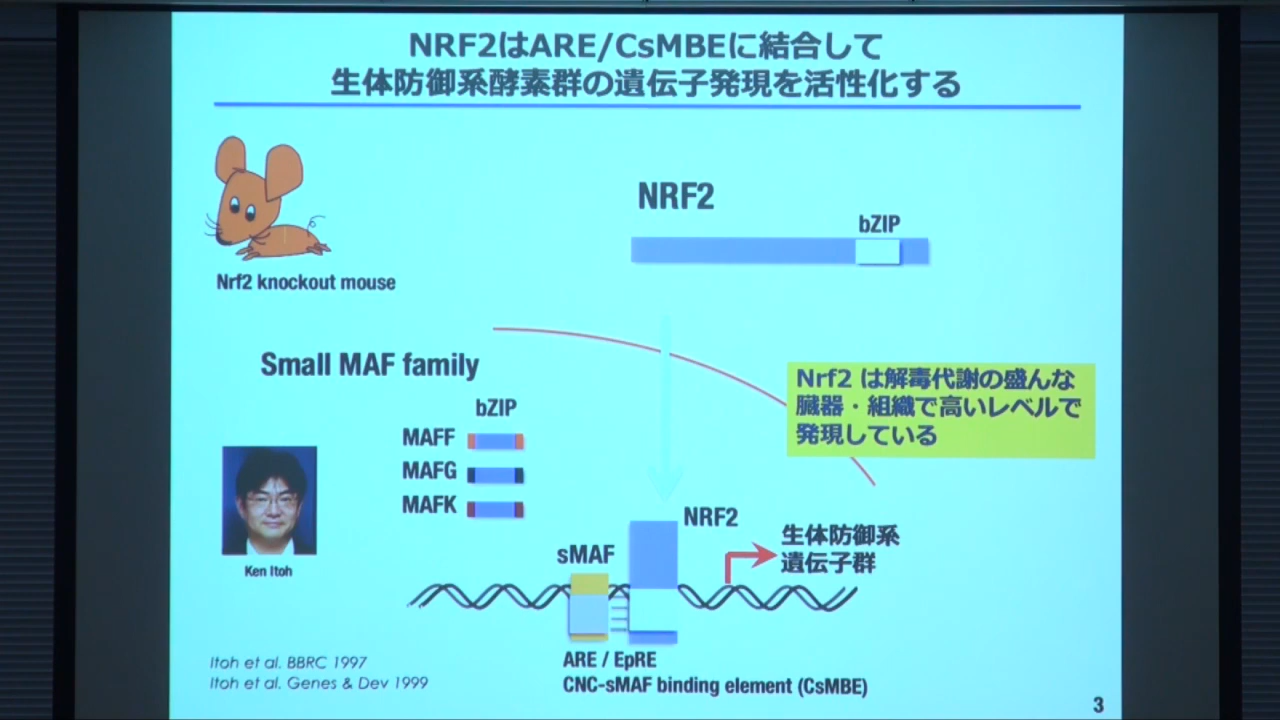 NRF2はARE/CsMBEに結合して
生体防御系酵素群の遺伝子発現を活性化する
NRF2
bZIP
Nrf2 knockout mouse
Small MAF family
bZIP
MAFF
MAFG
MAFK
Nrf2 は解毒代謝の盛んな
臓器・組織で高いレベルで
発現している
Ken Itoh
sMAF
NRF2
生体防御系
遺伝子群
ARE / EpRE
CNC-sMAF binding element (CsMBE)
Itoh et al. BBRC 1997
Itoh et al. Genes & Dev 1999
3